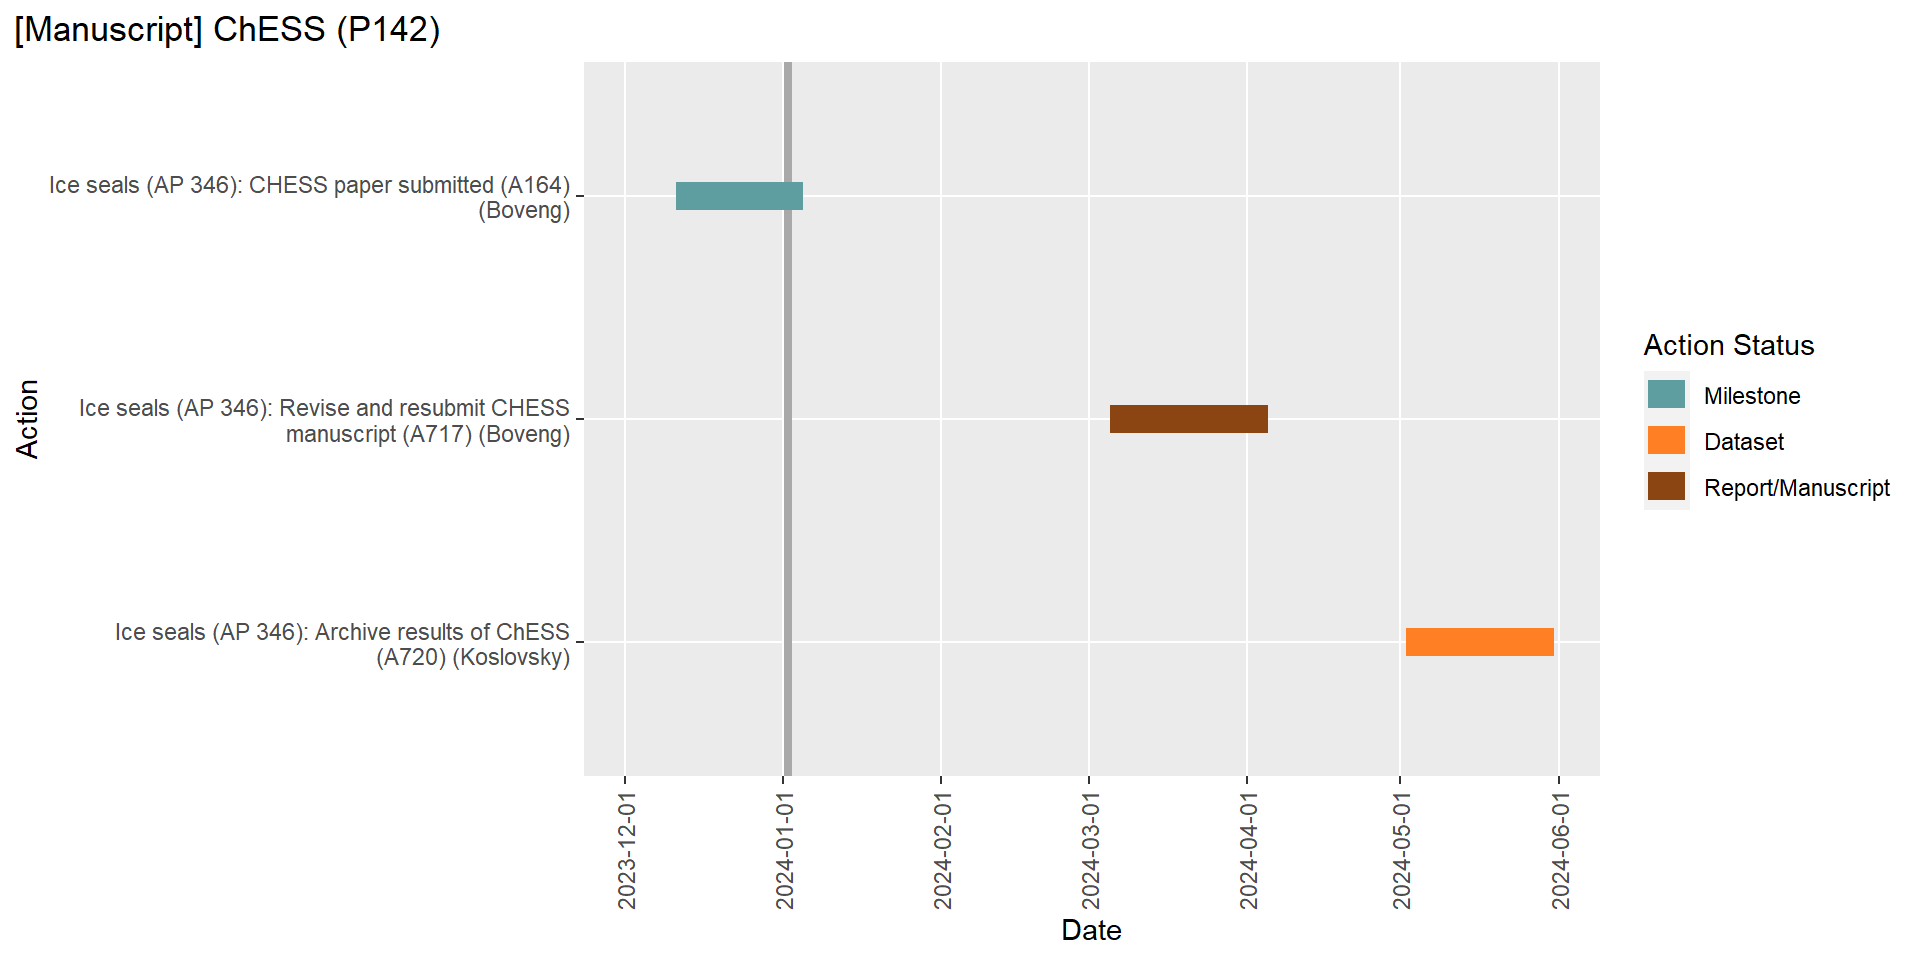 [Manuscript] ChESS (P142)
Ice seals (AP 346): CHESS paper submitted (A164)
(Boveng)
Ice seals (AP 346): Revise and resubmit CHESS
manuscript (A717) (Boveng)
Ice seals (AP 346): Archive results of ChESS
(A720) (Koslovsky)
Action
2023-12-01
2024-01-01
2024-02-01
2024-03-01
2024-04-01
2024-05-01
2024-06-01
Date
Action Status
Milestone
Dataset
Report/Manuscript